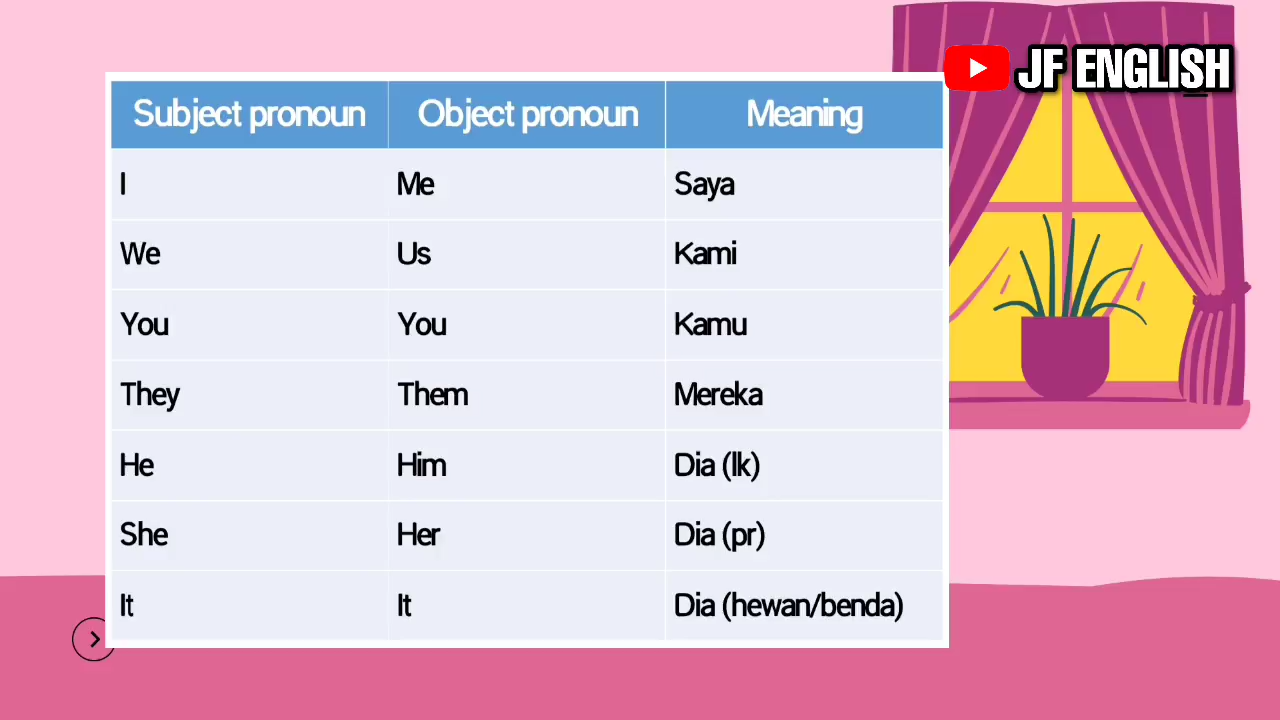 JF ENGLISH
Subject pronoun Object pronoun Meaning
I Me Saya
We Us Kami
You You Kamu
They Them Mereka
He Him Dia (lk)
She Her Dia (pr)
It It Dia (hewan/benda)